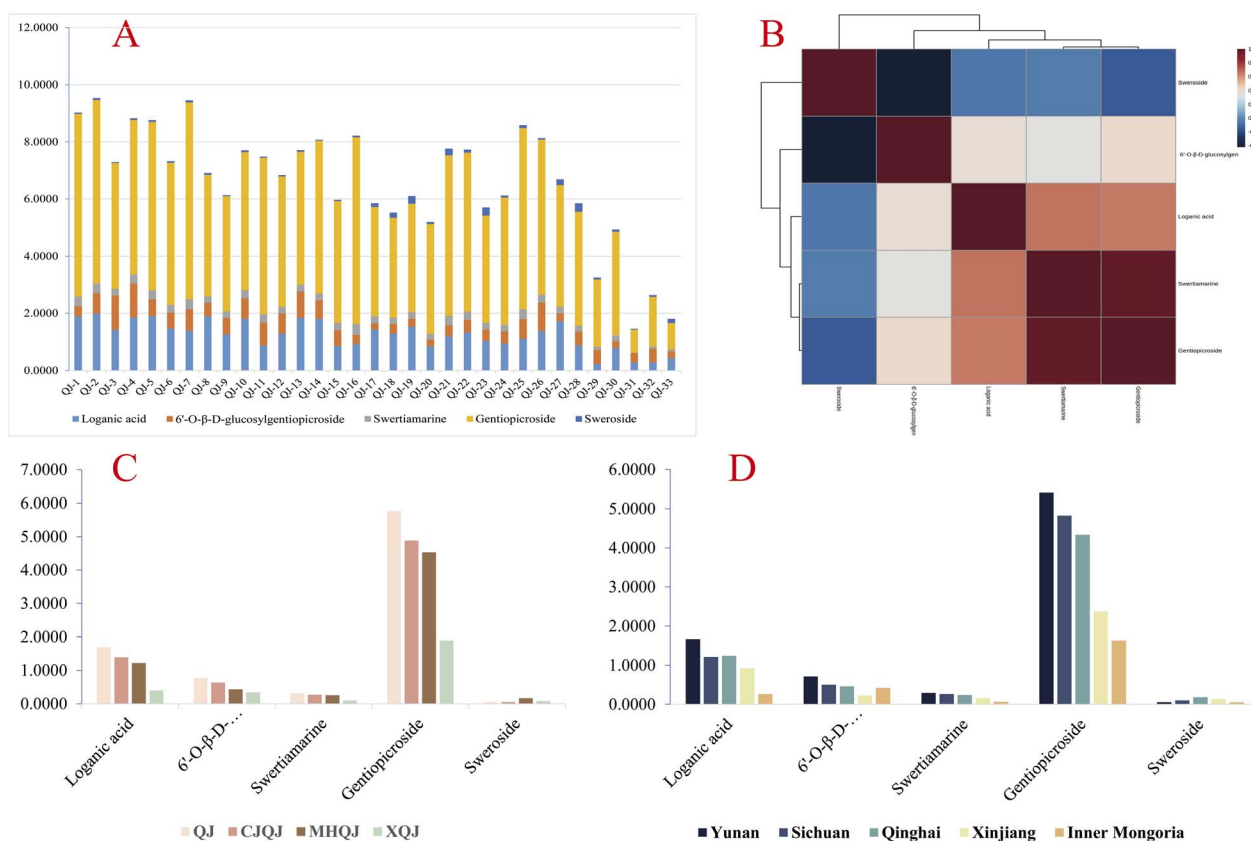 A
12.0000
10.0000
8.0000
6.0000
4.0000
2.0000
0.0000
QJ-1
QJ-2
QJ-3
QJ-4
QJ-5
QJ-6
QJ-7
QJ-8
QJ-9
QJ-10
QJ-11
QJ-12
QJ-13
QJ-14
QJ-15
QJ-16
QJ-17
QJ-18
QJ-19
QJ-20
QJ-21
QJ-22
QJ-23
QJ-24
QJ-25
QJ-26
QJ-27
QJ-28
QJ-29
QJ-30
QJ-31
QJ-32
QJ-33
Loganic acid 6'-O-β-D-glucosylgentiopicroside Swertiamarine Gentiopicroside Sweroside
B
Sweroside
6'-O-β-D-glucosylgen
Loganic acid
Swertiamarine
Gentiopicroside
Sweroside
6'-O-β-D-glucosylgen
Loganic acid
Swertiamarine
Gentiopicroside
C
7.0000
6.0000
5.0000
4.0000
3.0000
2.0000
1.0000
0.0000
Loganic acid
6'-O-β-D-...
Swertiamarine
Gentiopicroside
Sweroside
QJ CJQJ MHQJ XQJ
D
6.0000
5.0000
4.0000
3.0000
2.0000
1.0000
0.0000
Loganic acid
6'-O-β-D-...
Swertiamarine
Gentiopicroside
Sweroside
Yunan Sichuan Qinghai Xinjiang Inner Mongoria